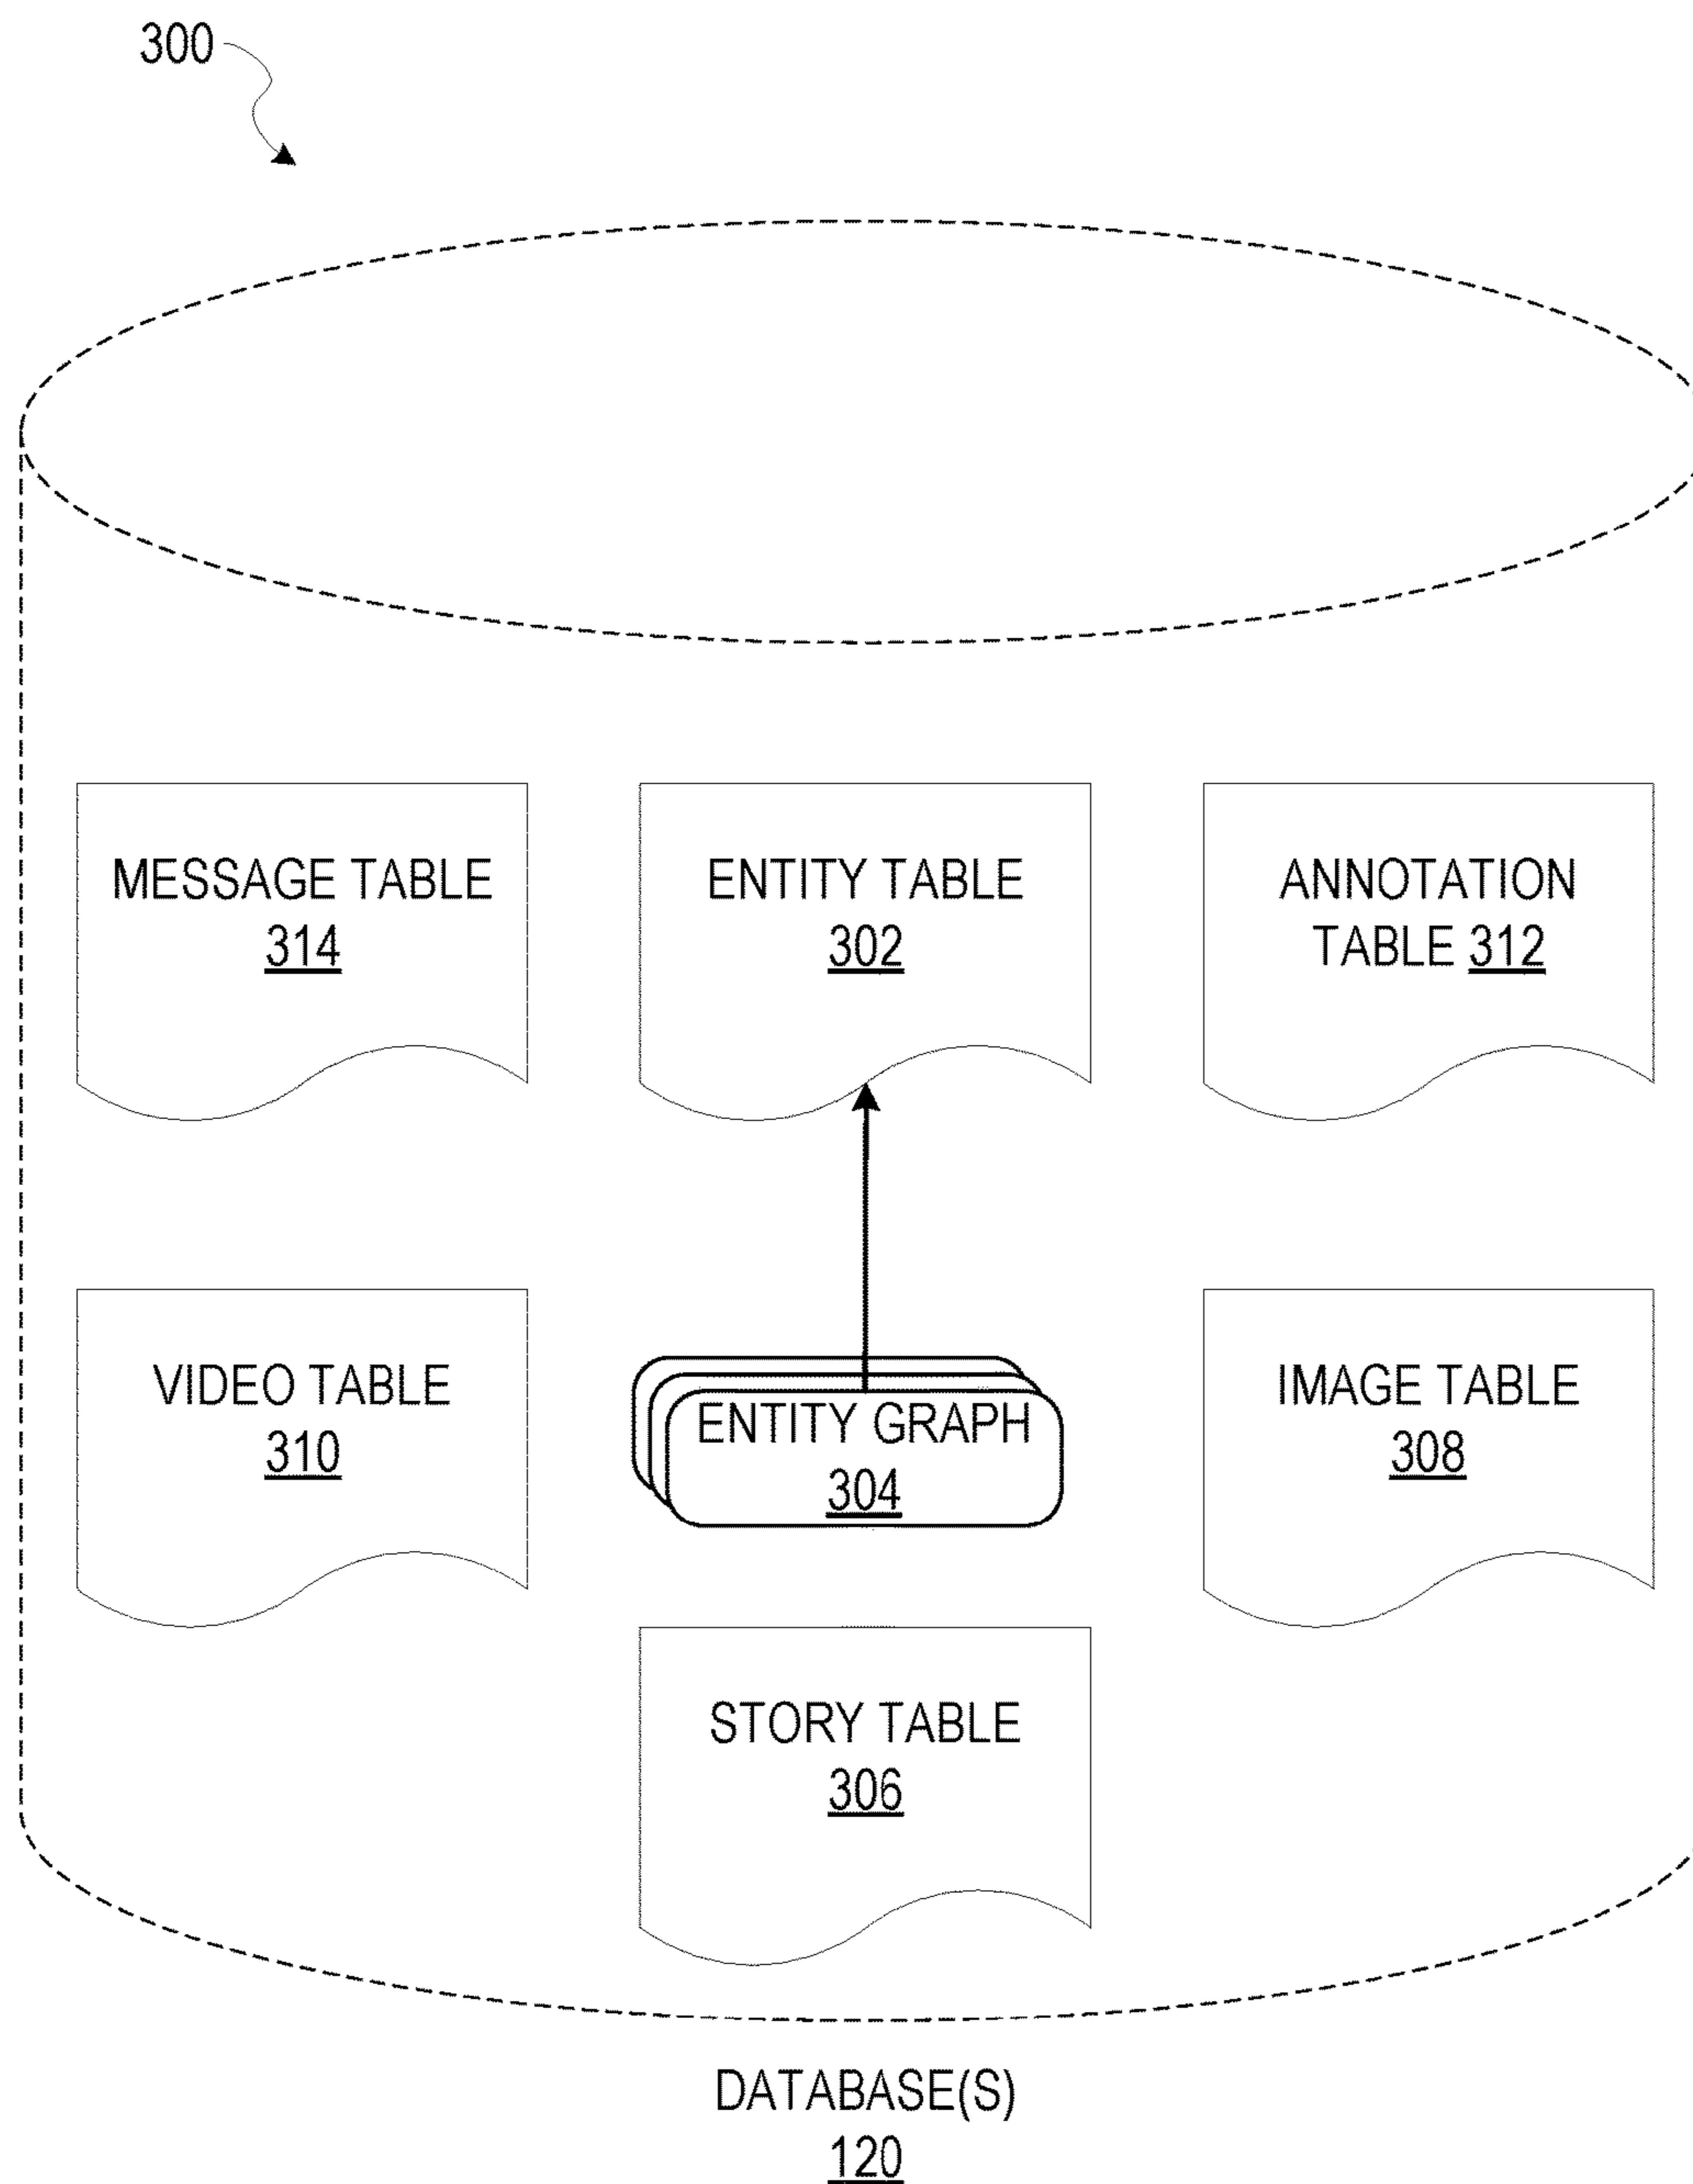 300
MESSAGE TABLE
314
ENTITY TABLE
302
ANNOTATION
TABLE 312
VIDEO TABLE
310
ENTITY GRAPH
304
IMAGE TABLE
308
STORY TABLE
306
DATABASE(S)
120